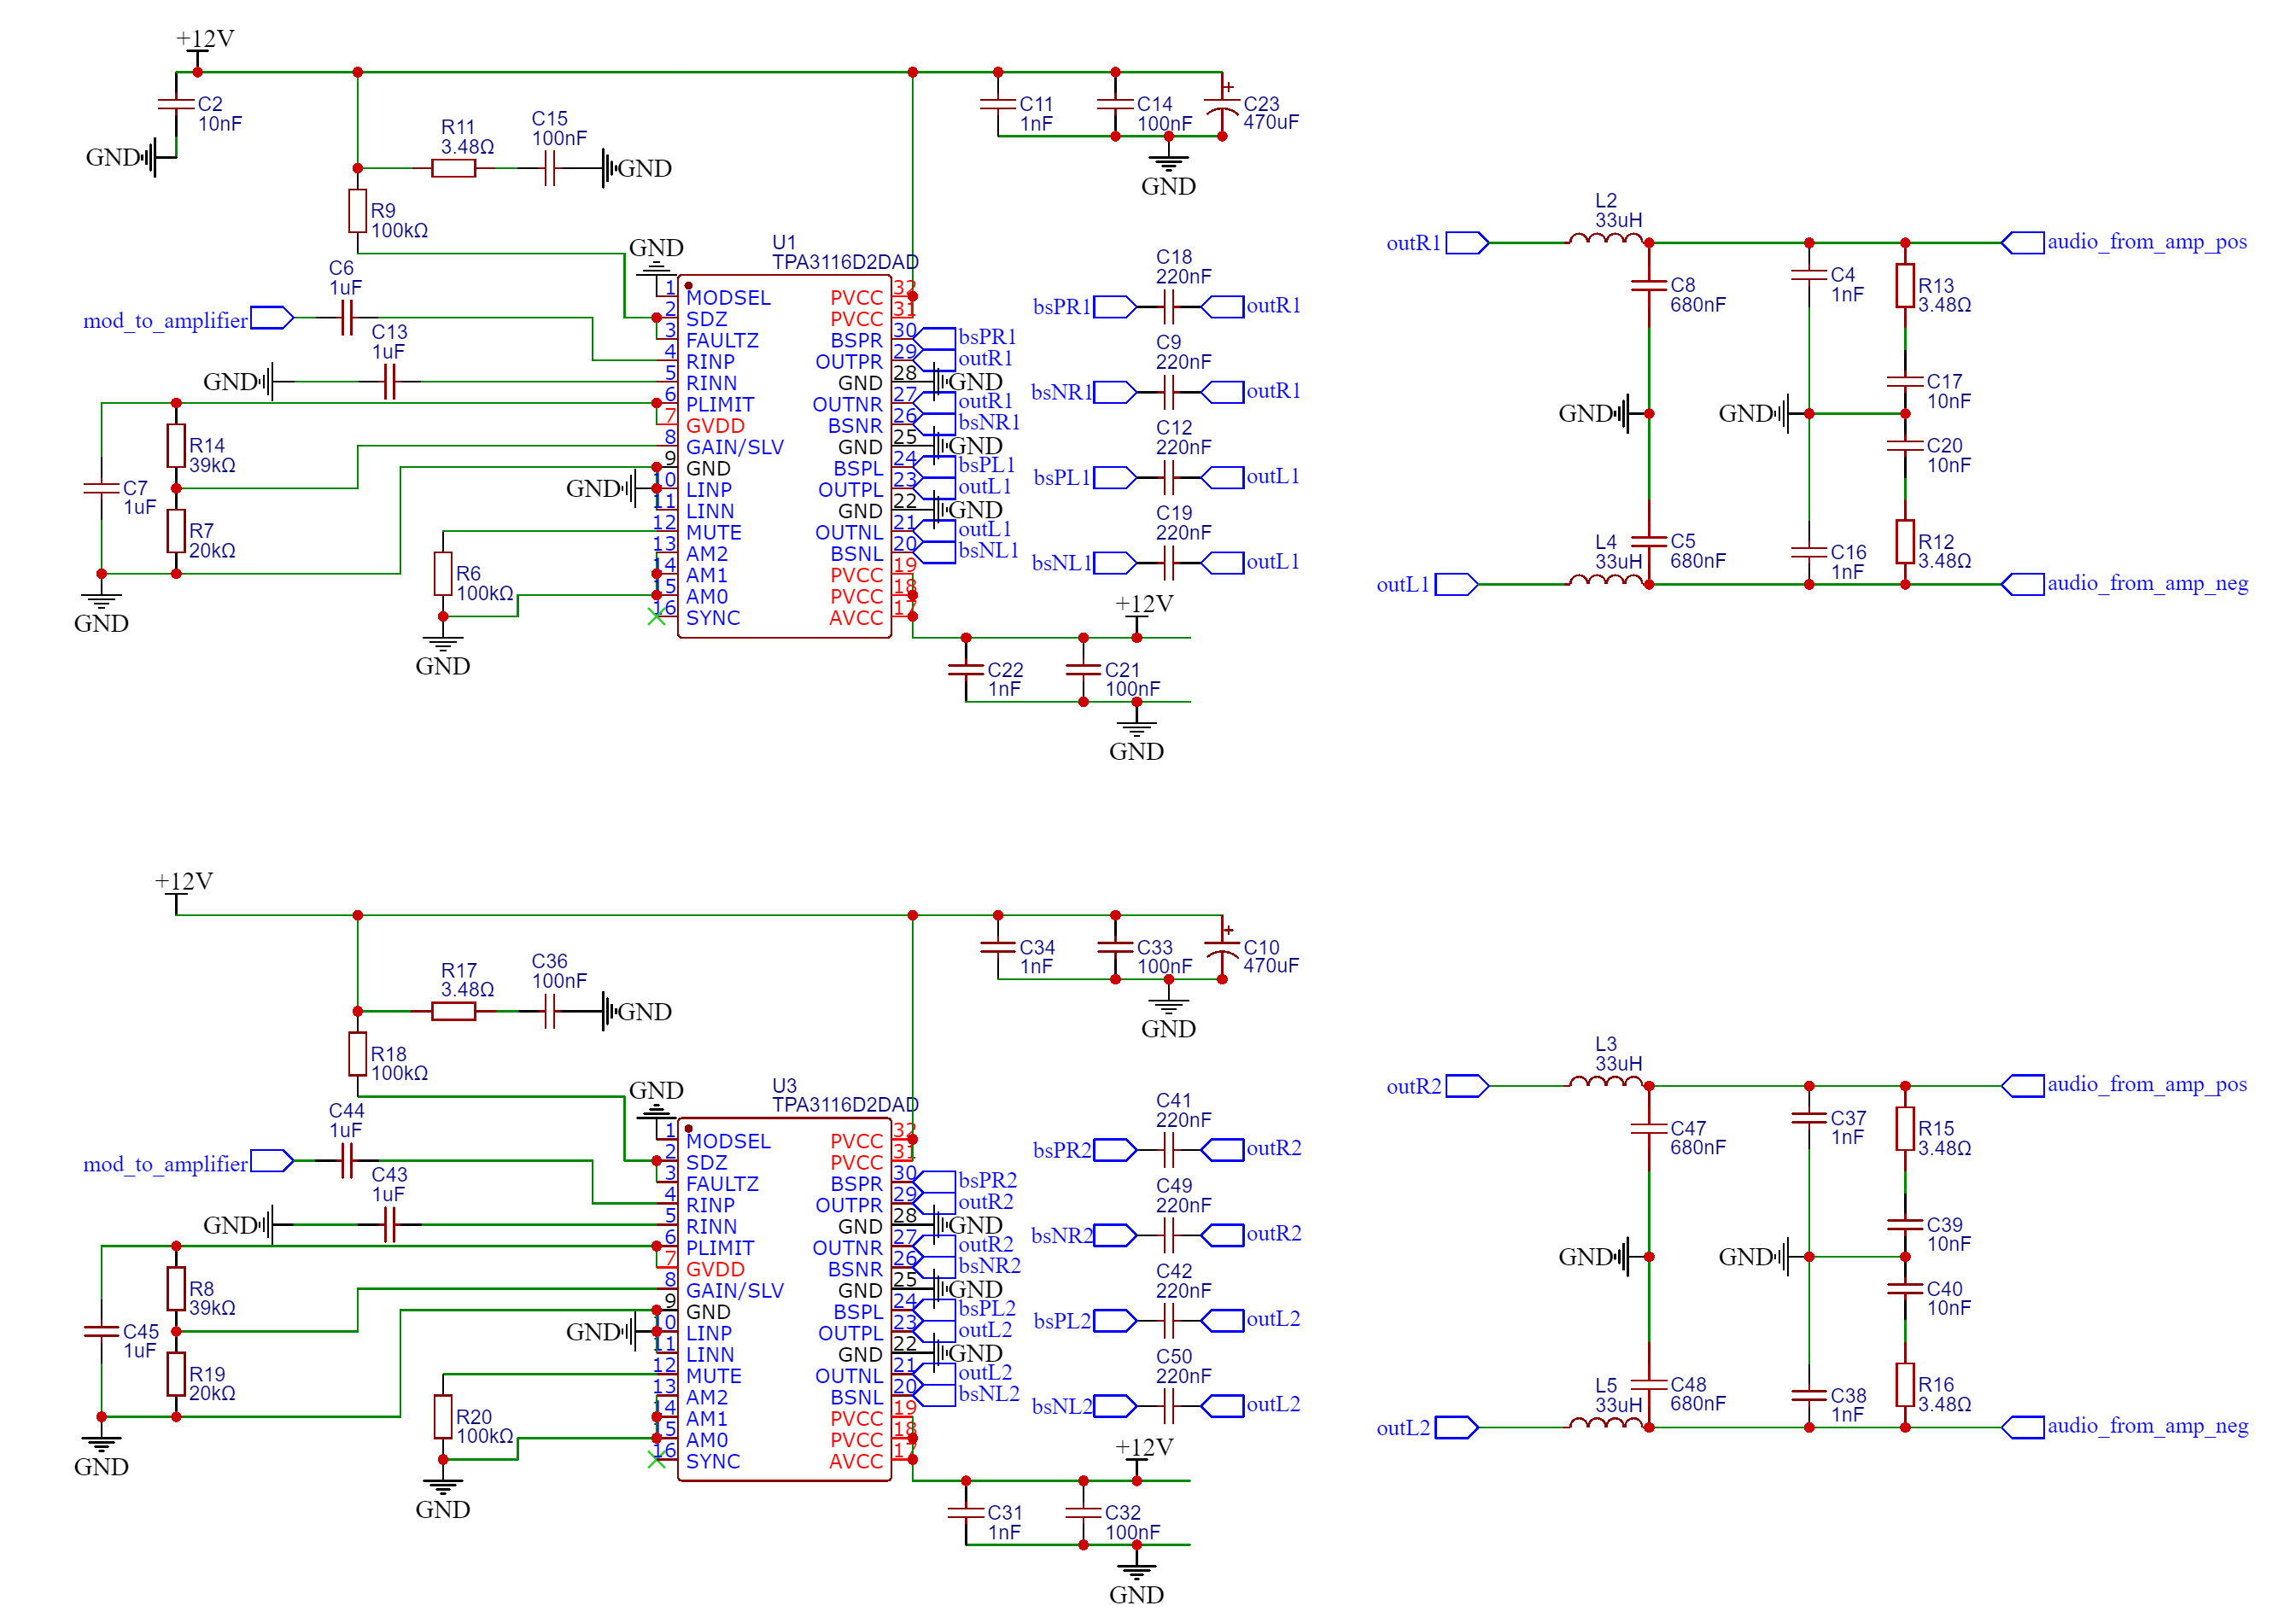 +12V
C2
10nF
GND
R11
3.48Ω
C15
100nF
GND
R9
100kΩ
C11
1nF
C14
100nF
C23
470uF
GND
C6
1uF
mod_to_amplifier
C13
1uF
GND
R14
39kΩ
C7
1uF
R7
20kΩ
GND
R6
100kΩ
GND
GND
GND
U1
TPA3116D2DAD
1 MODSEL
2 SDZ
3 FAULTZ
4 RINP
5 RINN
6 PLIMIT
7 GVDD
8 GAIN/SLV
9 GND
10 LINP
11 LINN
12 MUTE
13 AM2
14 AM1
15 AM0
16 SYNC
PVCC 32
PVCC 31
BSPR 30 bsPR1
OUTPR 29 outR1
GND 28 GND
OUTNR 27 outR1
BSNR 26 bsNR1
GND 25 GND
BSPL 24 bsPL1
OUTPL 23 outL1
GND 22 GND
OUTNL 21 outL1
BSNL 20 bsNL1
PVCC 19
PVCC 18
AVCC 17
+12V
C22
1nF
C21
100nF
GND
C18
220nF
bsPR1 outR1
C9
220nF
bsNR1 outR1
C12
220nF
bsPL1 outL1
C19
220nF
bsNL1 outL1
outR1
L2
33uH
audio_from_amp_pos
C8
680nF
C4
1nF
R13
3.48Ω
C17
10nF
GND
GND
C20
10nF
C5
680nF
C16
1nF
R12
3.48Ω
L4
33uH
outL1
audio_from_amp_neg
+12V
R17
3.48Ω
C36
100nF
GND
R18
100kΩ
C34
1nF
C33
100nF
C10
470uF
GND
C44
1uF
mod_to_amplifier
C43
1uF
GND
R8
39kΩ
C45
1uF
R19
20kΩ
GND
R20
100kΩ
GND
GND
GND
U3
TPA3116D2DAD
1 MODSEL
2 SDZ
3 FAULTZ
4 RINP
5 RINN
6 PLIMIT
7 GVDD
8 GAIN/SLV
9 GND
10 LINP
11 LINN
12 MUTE
13 AM2
14 AM1
15 AM0
16 SYNC
PVCC 32
PVCC 31
BSPR 30 bsPR2
OUTPR 29 outR2
GND 28 GND
OUTNR 27 outR2
BSNR 26 bsNR2
GND 25 GND
BSPL 24 bsPL2
OUTPL 23 outL2
GND 22 GND
OUTNL 21 outL2
BSNL 20 bsNL2
PVCC 19
PVCC 18
AVCC 17
+12V
C31
1nF
C32
100nF
GND
C41
220nF
bsPR2 outR2
C49
220nF
bsNR2 outR2
C42
220nF
bsPL2 outL2
C50
220nF
bsNL2 outL2
outR2
L3
33uH
audio_from_amp_pos
C47
680nF
C37
1nF
R15
3.48Ω
C39
10nF
GND
GND
C40
10nF
C48
680nF
C38
1nF
R16
3.48Ω
L5
33uH
outL2
audio_from_amp_neg